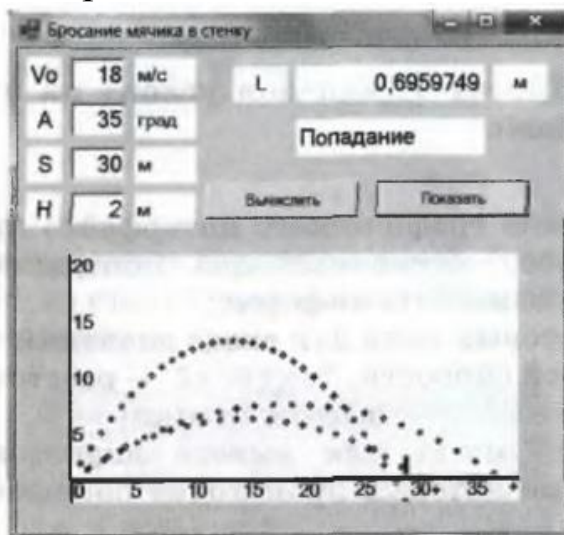 Бросание мячика в стенку
Vo 18 м/с L 0,6959749 м
A 35 град Попадание
S 30 м
H 2 м Вычислить Показать
20
15
10
5
0 5 10 15 20 25 30 35